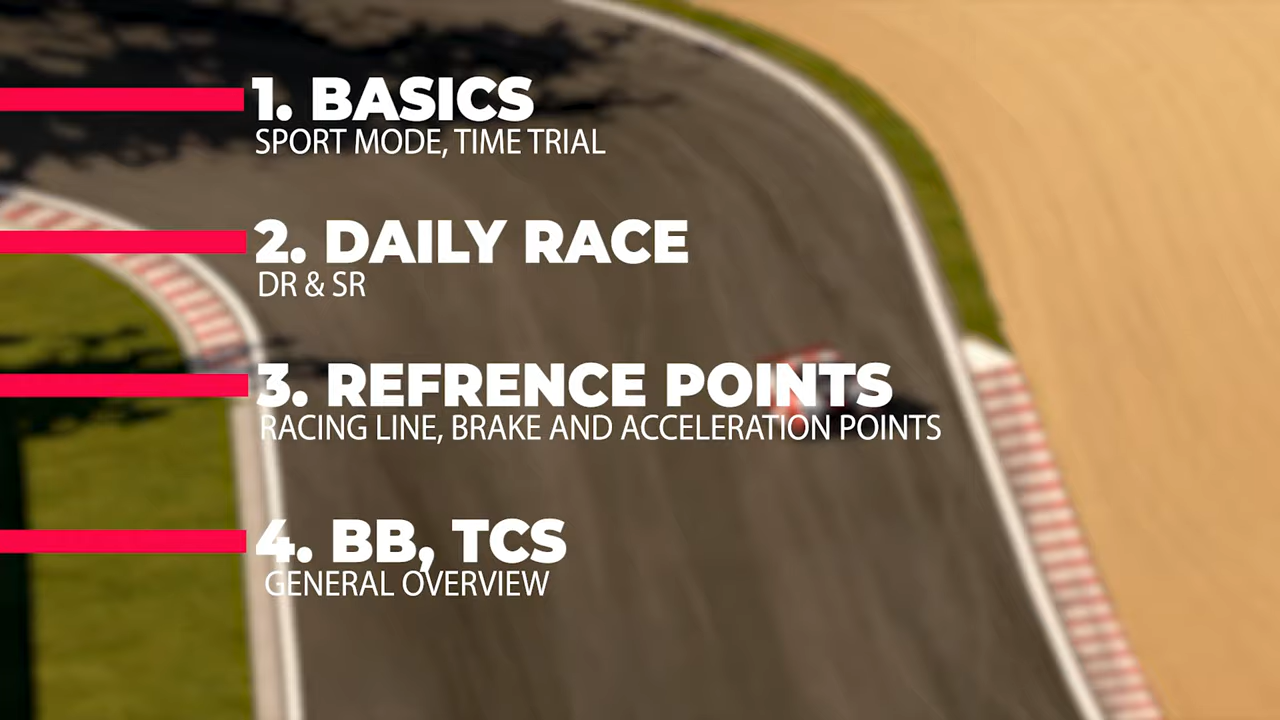 1. BASICS
SPORT MODE, TIME TRIAL
2. DAILY RACE
DR & SR
3. REFRENCE POINTS
RACING LINE, BRAKE AND ACCELERATION POINTS
4. BB, TCS
GENERAL OVERVIEW